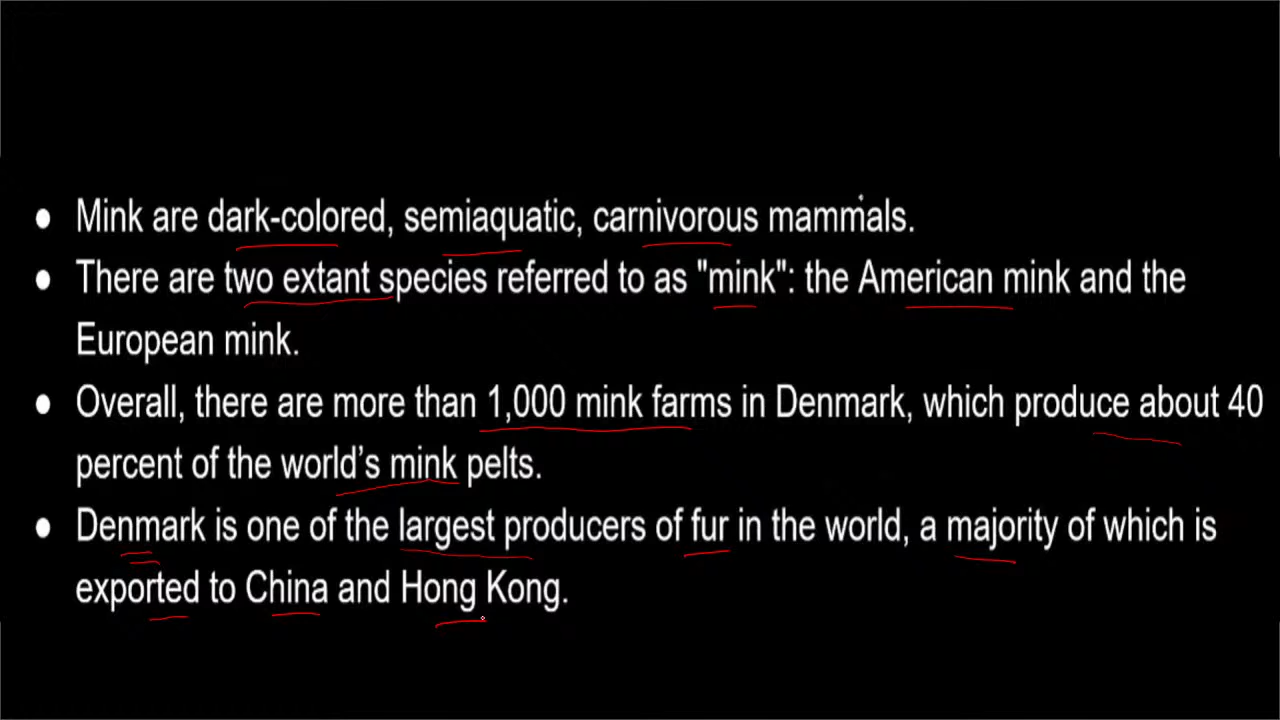 ● Mink are dark-colored, semiaquatic, carnivorous mammals.
● There are two extant species referred to as "mink": the American mink and the
European mink.
● Overall, there are more than 1,000 mink farms in Denmark, which produce about 40
percent of the world’s mink pelts.
● Denmark is one of the largest producers of fur in the world, a majority of which is
exported to China and Hong Kong.